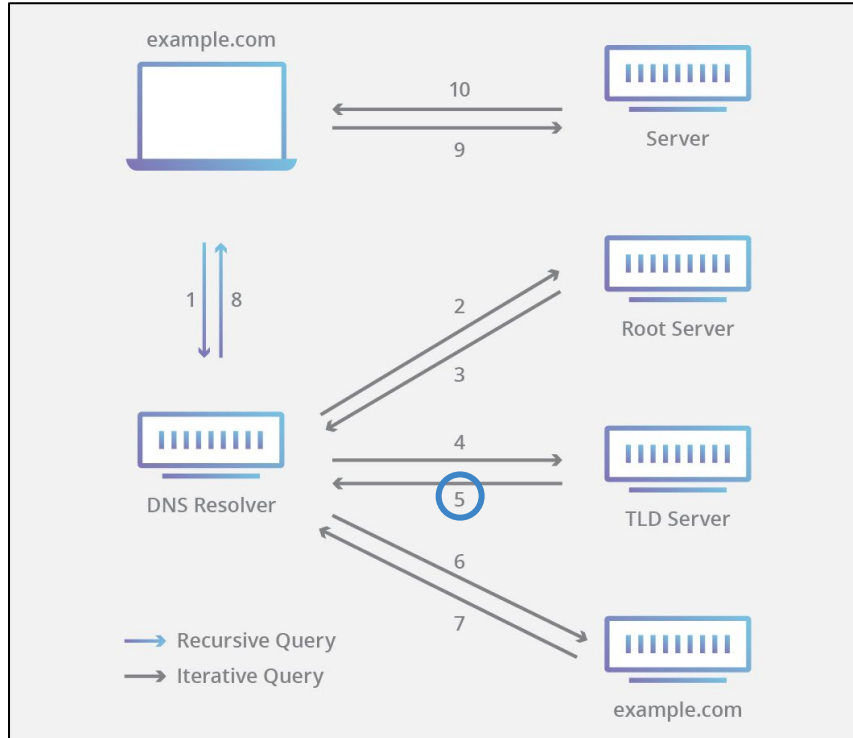 example.com
10
9
Server
1
8
2
3
Root Server
4
5
DNS Resolver
TLD Server
6
7
Recursive Query
Iterative Query
example.com